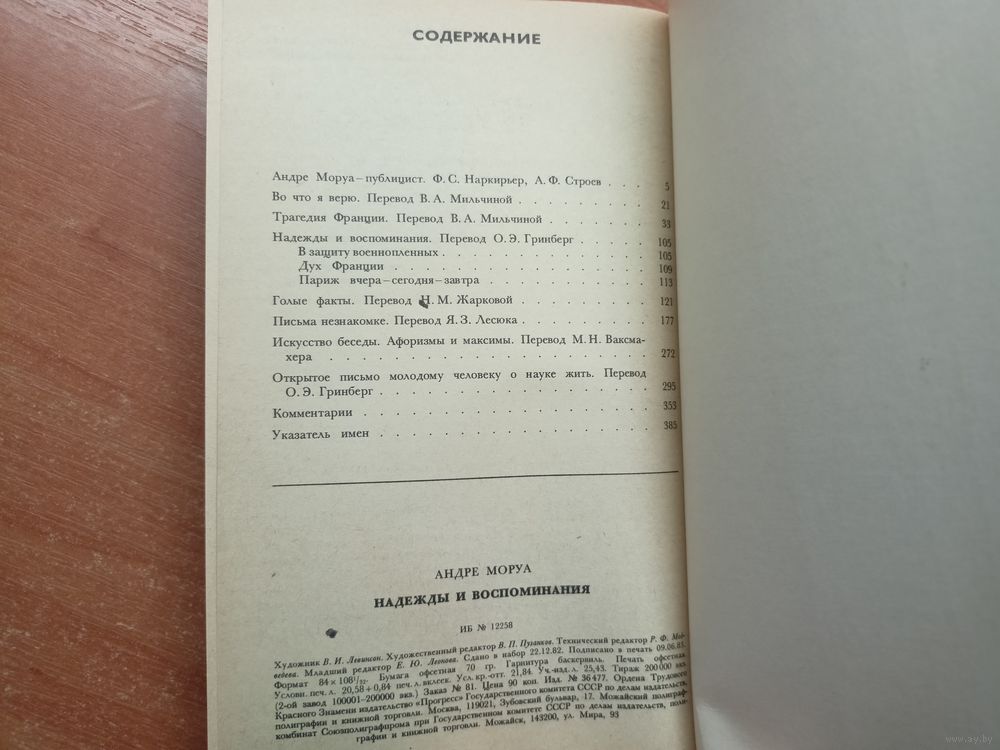 СОДЕРЖАНИЕ
Андре Моруа — публицист. Ф. С. Наркирьер, А. Ф. Строев . . . 5
Во что я верю. Перевод В. А. Мильчиной . . . . . . . . 21
Трагедия Франции. Перевод В. А. Мильчиной . . . . . . 33
Надежды и воспоминания. Перевод О. Э. Гринберг . . . . . 105
В защиту военнопленных . . . . . . . . . . . . . 105
Дух Франции . . . . . . . . . . . . . . . . 109
Париж вчера — сегодня — завтра . . . . . . . . . . 113
Голые факты. Перевод Н. М. Жарковой . . . . . . . . 121
Письма незнакомке. Перевод Я. З. Лесюка . . . . . . . . 177
Искусство беседы. Афоризмы и максимы. Перевод М. Н. Ваксма-
хера . . . . . . . . . . . . . . . . . . . 272
Открытое письмо молодому человеку о науке жить. Перевод
О. Э. Гринберг . . . . . . . . . . . . . . . . 295
Комментарии . . . . . . . . . . . . . . . . . 353
Указатель имен . . . . . . . . . . . . . . . . 385
АНДРЕ МОРУА
НАДЕЖДЫ И ВОСПОМИНАНИЯ
ИБ № 12258
Художник В. И. Левинсон. Художественный редактор В. П. Пузанков. Технический редактор Р. Ф. Мед-
ведева. Младший редактор Е. Ю. Леонова. Сдано в набор 22.12.82. Подписано в печать 09.06.83.
Формат 84×108 1/32. Бумага офсетная 70 гр. Гарнитура баскервиль. Печать офсетная.
Условн. печ. л. 20,58 + 0,84 печ. л. вклеек. Усл. кр.-отт. 21,84. Уч.-изд. л. 25,43. Тираж 200 000 экз.
(2-ой завод 100001-200000 экз.) Заказ № 81. Цена 90 коп. Изд. № 36477. Ордена Трудового
Красного Знамени издательство «Прогресс» Государственного комитета СССР по делам издательств,
полиграфии и книжной торговли. Москва, 119021, Зубовский бульвар, 17. Можайский полиграф-
комбинат Союзполиграфпрома при Государственном комитете СССР по делам издательств, поли-
графии и книжной торговли. Можайск, 143200, ул. Мира, 93
www.ay.by